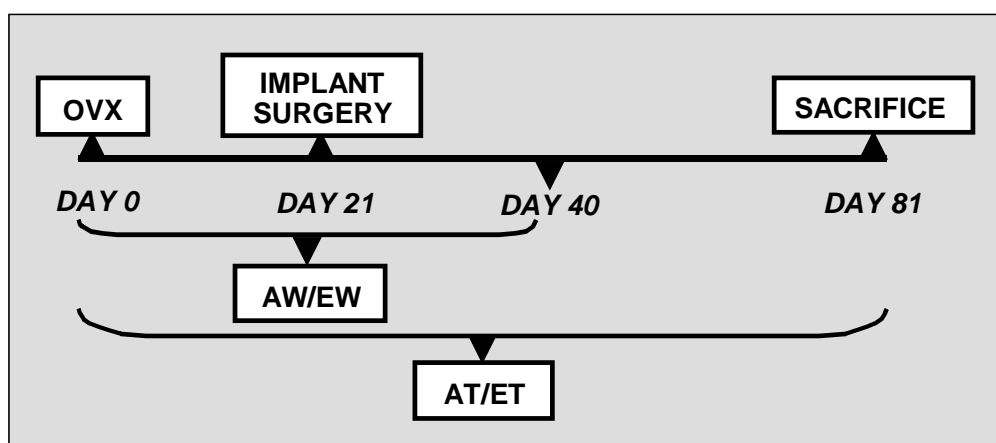 OVX
IMPLANT
SURGERY
SACRIFICE
DAY 0
DAY 21
DAY 40
DAY 81
AW/EW
AT/ET